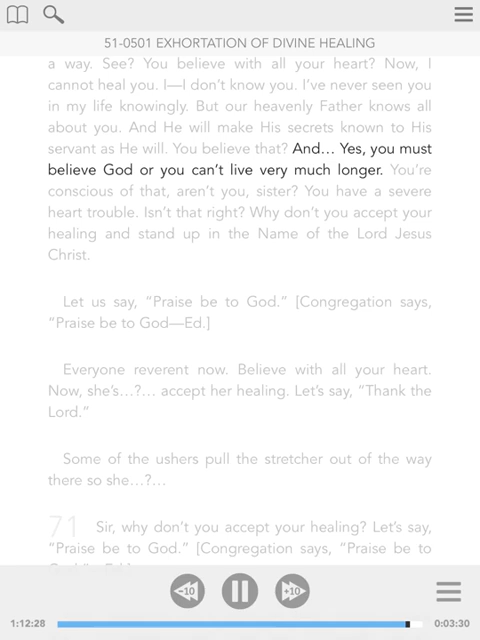 51-0501 EXHORTATION OF DIVINE HEALING
a way. See? You believe with all your heart? Now, I
cannot heal you. I—I don't know you. I've never seen you
in my life knowingly. But our heavenly Father knows all
about you. And He will make His secrets known to His
servant as He will. You believe that? And… Yes, you must
believe God or you can't live very much longer. You're
conscious of that, aren't you, sister? You have a severe
heart trouble. Isn't that right? Why don't you accept your
healing and stand up in the Name of the Lord Jesus
Christ.
Let us say, “Praise be to God.” [Congregation says,
“Praise be to God—Ed.]
Everyone reverent now. Believe with all your heart.
Now, she's…?… accept her healing. Let's say, “Thank the
Lord.”
Some of the ushers pull the stretcher out of the way
there so she…?…
71 Sir, why don't you accept your healing? Let's say,
“Praise be to God.” [Congregation says, “Praise be to
-10 +10
1:12:28 0:03:30